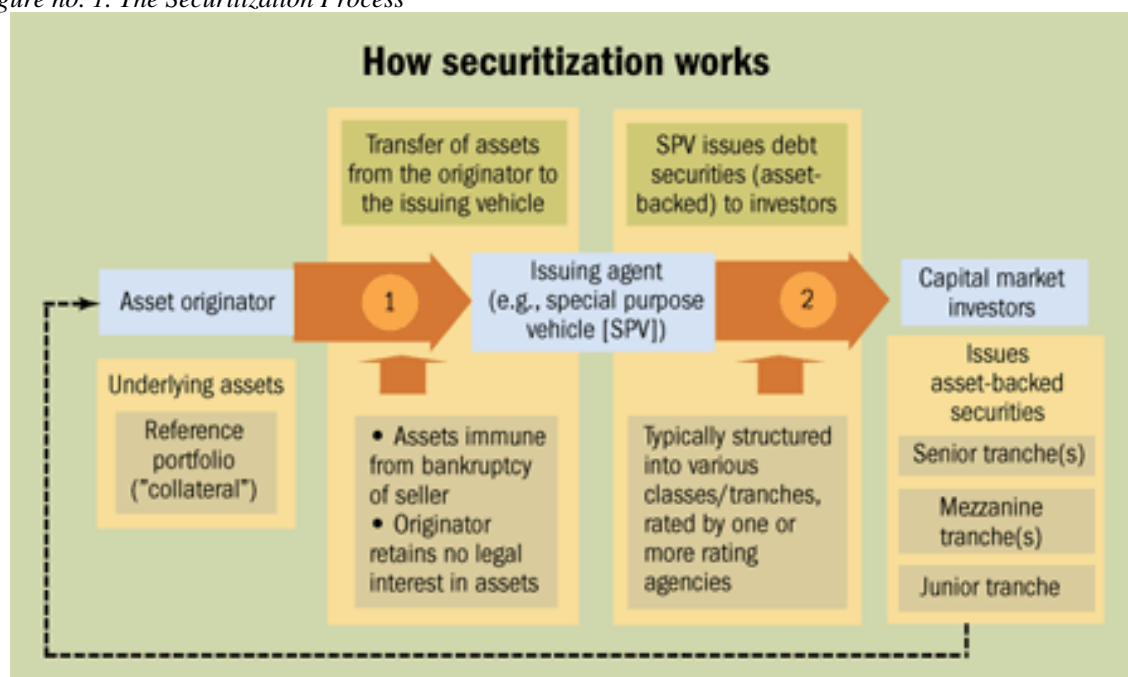 gure no. 1. The Securitization Process
How securitization works
Transfer of assets
from the originator to
the issuing vehicle
SPV issues debt
securities (asset-
backed) to investors
Asset originator
1
Issuing agent
(e.g., special purpose
vehicle [SPV])
2
Capital market
investors
Underlying assets
Reference
portfolio
("collateral")
• Assets immune
from bankruptcy
of seller
• Originator
retains no legal
interest in assets
Typically structured
into various
classes/tranches,
rated by one or
more rating
agencies
Issues
asset-backed
securities
Senior tranche(s)
Mezzanine
tranche(s)
Junior tranche